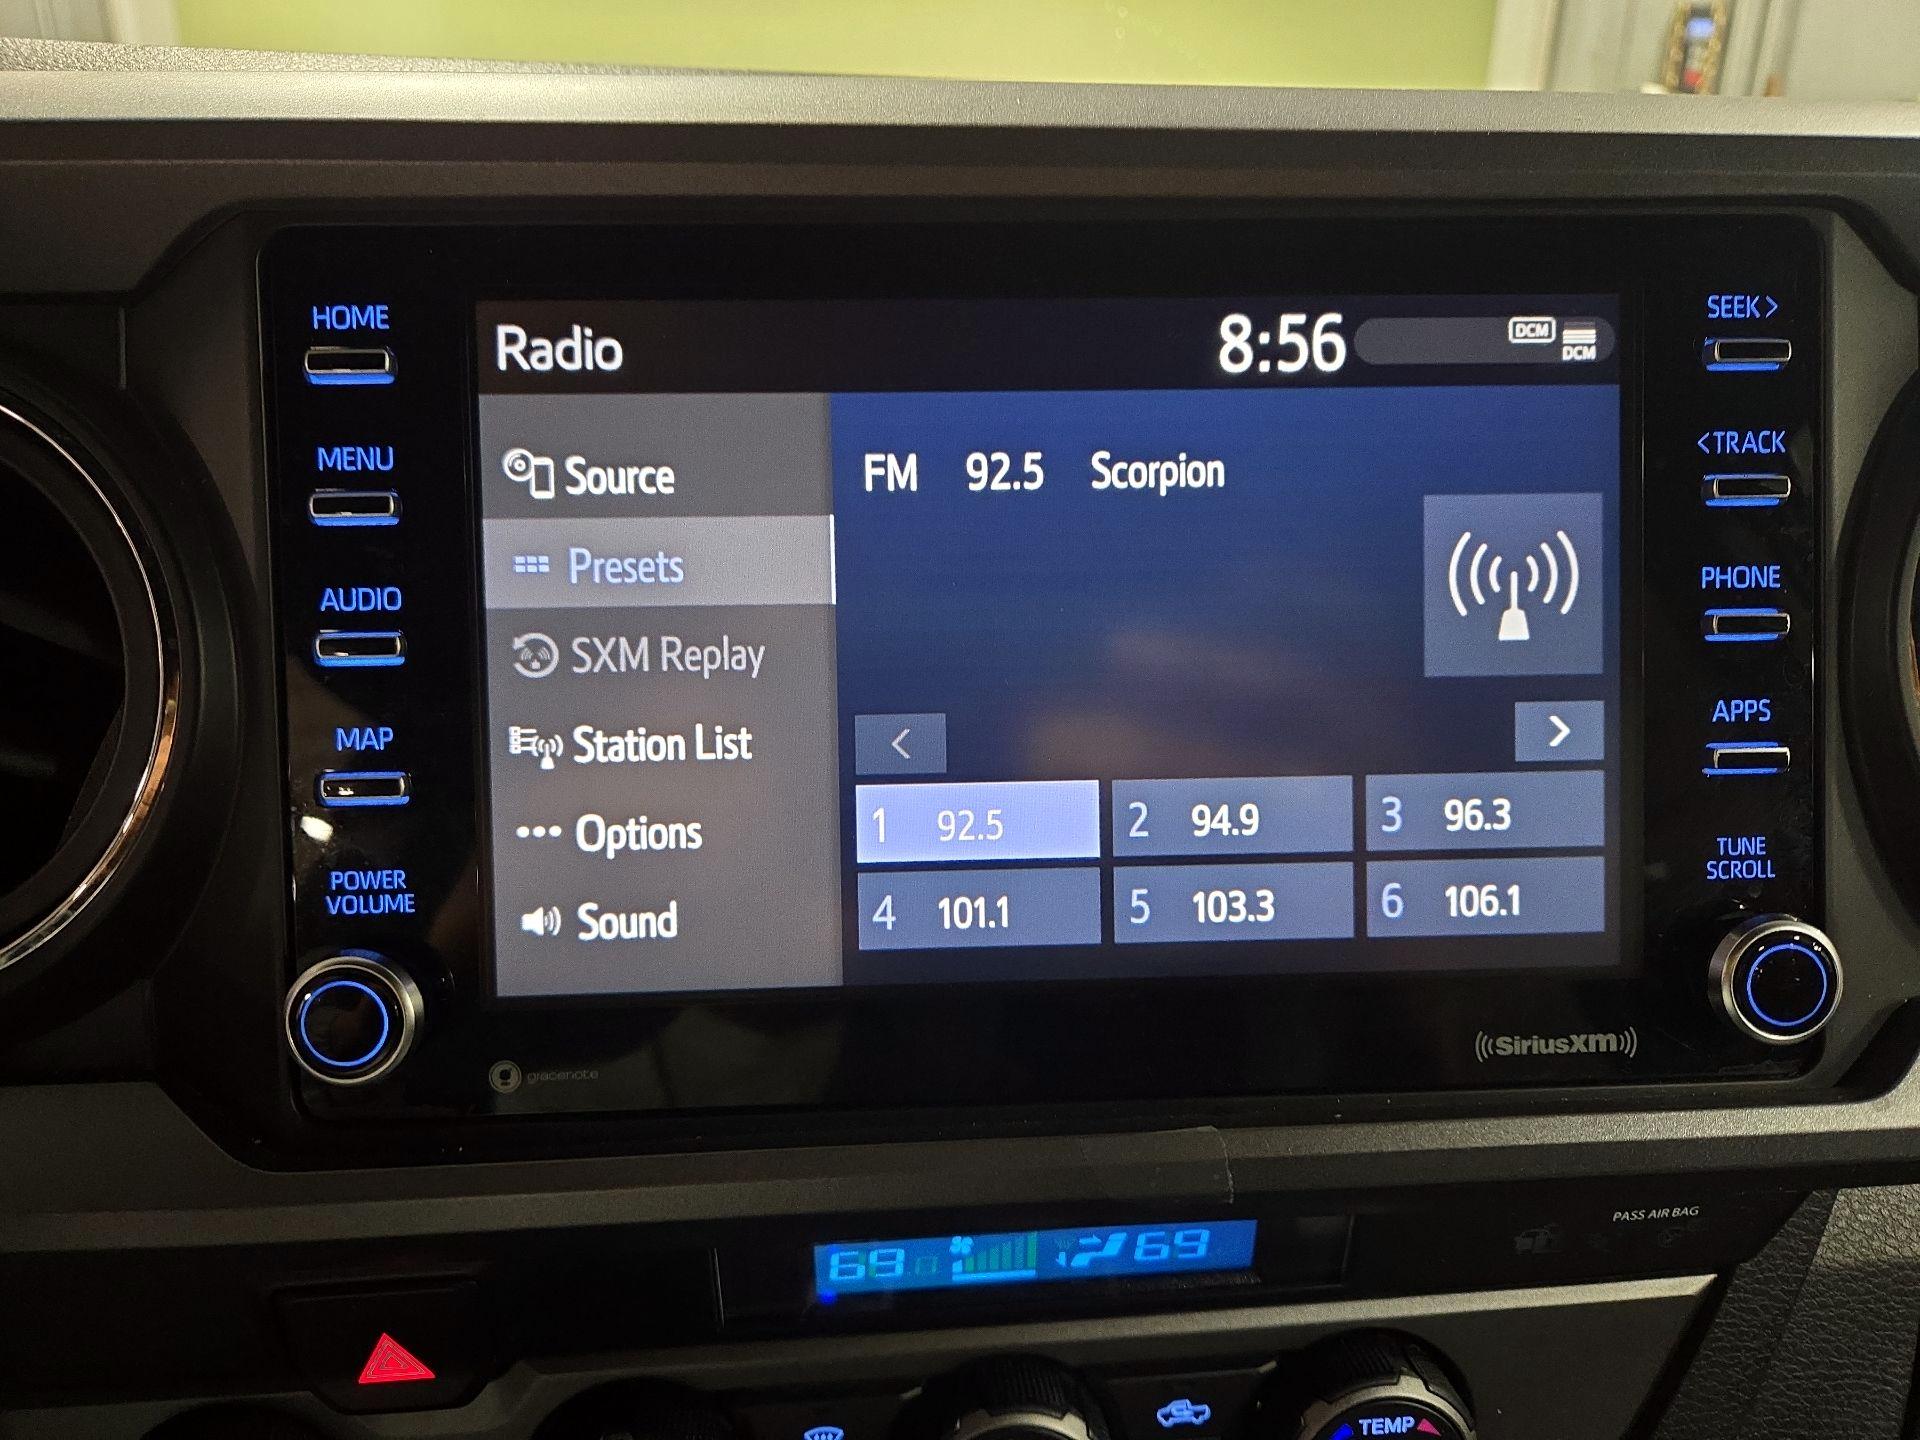 HOME
MENU
AUDIO
MAP
POWER
VOLUME
Radio
8:56
DCM
DCM
Source
Presets
SXM Replay
Station List
Options
Sound
FM 92.5 Scorpion
<
>
1 92.5
2 94.9
3 96.3
4 101.1
5 103.3
6 106.1
SEEK >
< TRACK
PHONE
APPS
TUNE
SCROLL
gracenote
((SiriusXM))
PASS AIR BAG
69
69
TEMP